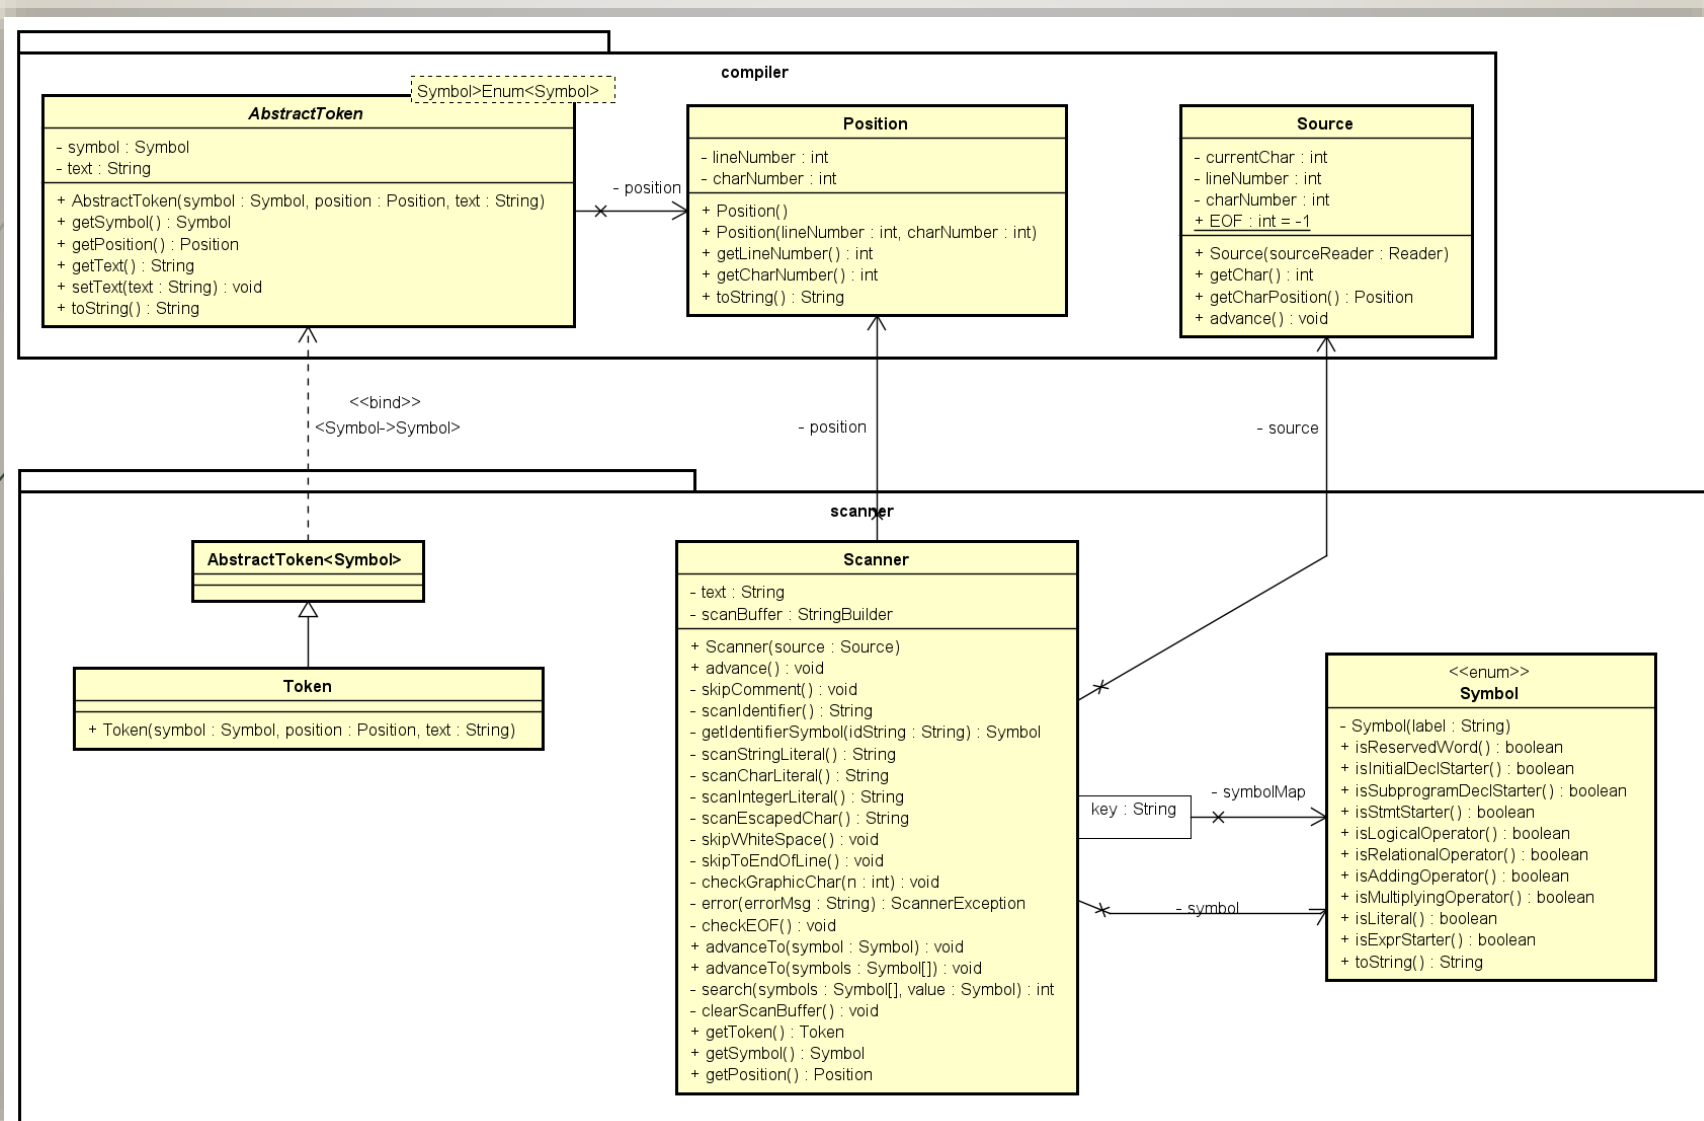 compiler
Symbol>Enum<Symbol>
AbstractToken
- symbol : Symbol
- text : String
+ AbstractToken(symbol : Symbol, position : Position, text : String)
+ getSymbol() : Symbol
+ getPosition() : Position
+ getText() : String
+ setText(text : String) : void
+ toString() : String
- position
Position
- lineNumber : int
- charNumber : int
+ Position()
+ Position(lineNumber : int, charNumber : int)
+ getLineNumber() : int
+ getCharNumber() : int
+ toString() : String
Source
- currentChar : int
- lineNumber : int
- charNumber : int
+ EOF : int = -1
+ Source(sourceReader : Reader)
+ getChar() : int
+ getCharPosition() : Position
+ advance() : void
<<bind>>
<Symbol->Symbol>
- position
- source
scanner
AbstractToken<Symbol>
Token
+ Token(symbol : Symbol, position : Position, text : String)
Scanner
- text : String
- scanBuffer : StringBuilder
+ Scanner(source : Source)
+ advance() : void
- skipComment() : void
- scanIdentifier() : String
- getIdentifierSymbol(idString : String) : Symbol
- scanStringLiteral() : String
- scanCharLiteral() : String
- scanIntegerLiteral() : String
- scanEscapedChar() : String
- skipWhiteSpace() : void
- skipToEndOfLine() : void
- checkGraphicChar(n : int) : void
- error(errorMsg : String) : ScannerException
- checkEOF() : void
+ advanceTo(symbol : Symbol) : void
+ advanceTo(symbols : Symbol[]) : void
- search(symbols : Symbol[], value : Symbol) : int
- clearScanBuffer() : void
+ getToken() : Token
+ getSymbol() : Symbol
+ getPosition() : Position
key : String
- symbolMap
- symbol
<<enum>>
Symbol
- Symbol(label : String)
+ isReservedWord() : boolean
+ isInitialDeclStarter() : boolean
+ isSubprogramDeclStarter() : boolean
+ isStmtStarter() : boolean
+ isLogicalOperator() : boolean
+ isRelationalOperator() : boolean
+ isAddingOperator() : boolean
+ isMultiplyingOperator() : boolean
+ isLiteral() : boolean
+ isExprStarter() : boolean
+ toString() : String